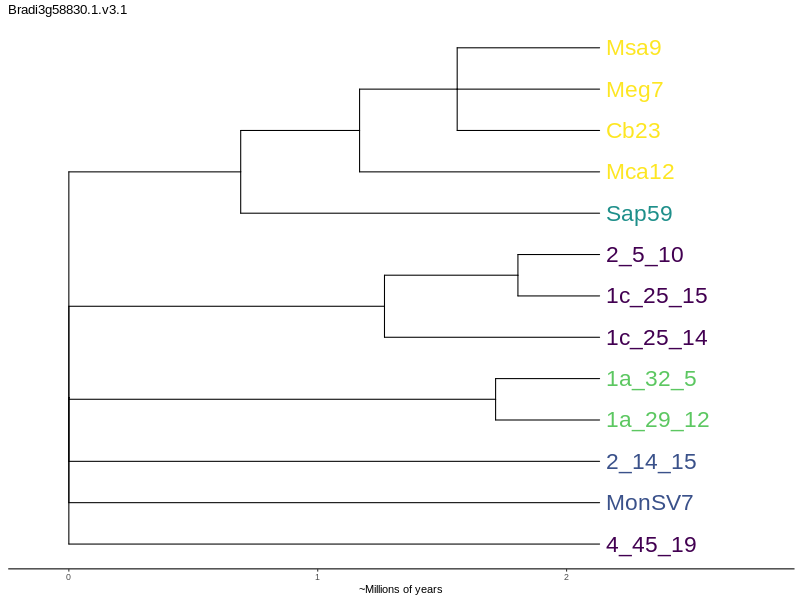 Bradi3g58830.1.v3.1
Msa9
Meg7
Cb23
Mca12
Sap59
2_5_10
1c_25_15
1c_25_14
1a_32_5
1a_29_12
2_14_15
MonSV7
4_45_19
0 1 2
~Millions of years